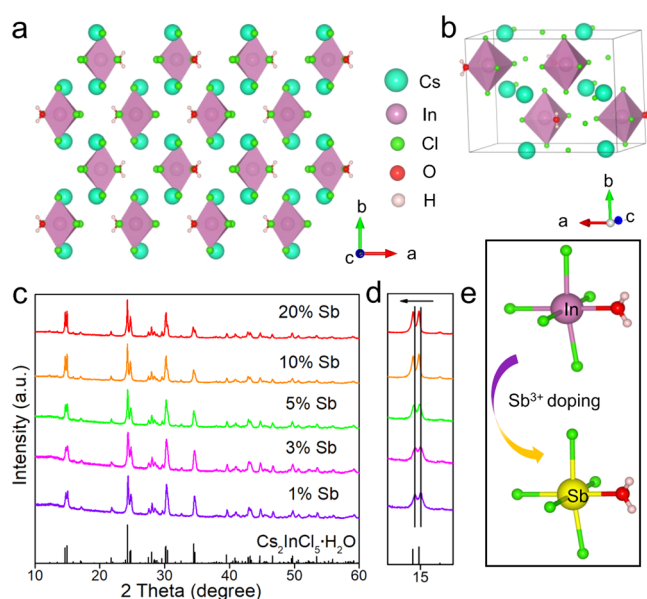 a
b
Cs
In
Cl
O
H
b
c
a
b
a
c
c
d
e
20% Sb
10% Sb
5% Sb
3% Sb
1% Sb
Cs₂InCl₅·H₂O
Intensity (a.u.)
10 20 30 40 50 60
2 Theta (degree)
15
In
Sb³⁺ doping
Sb